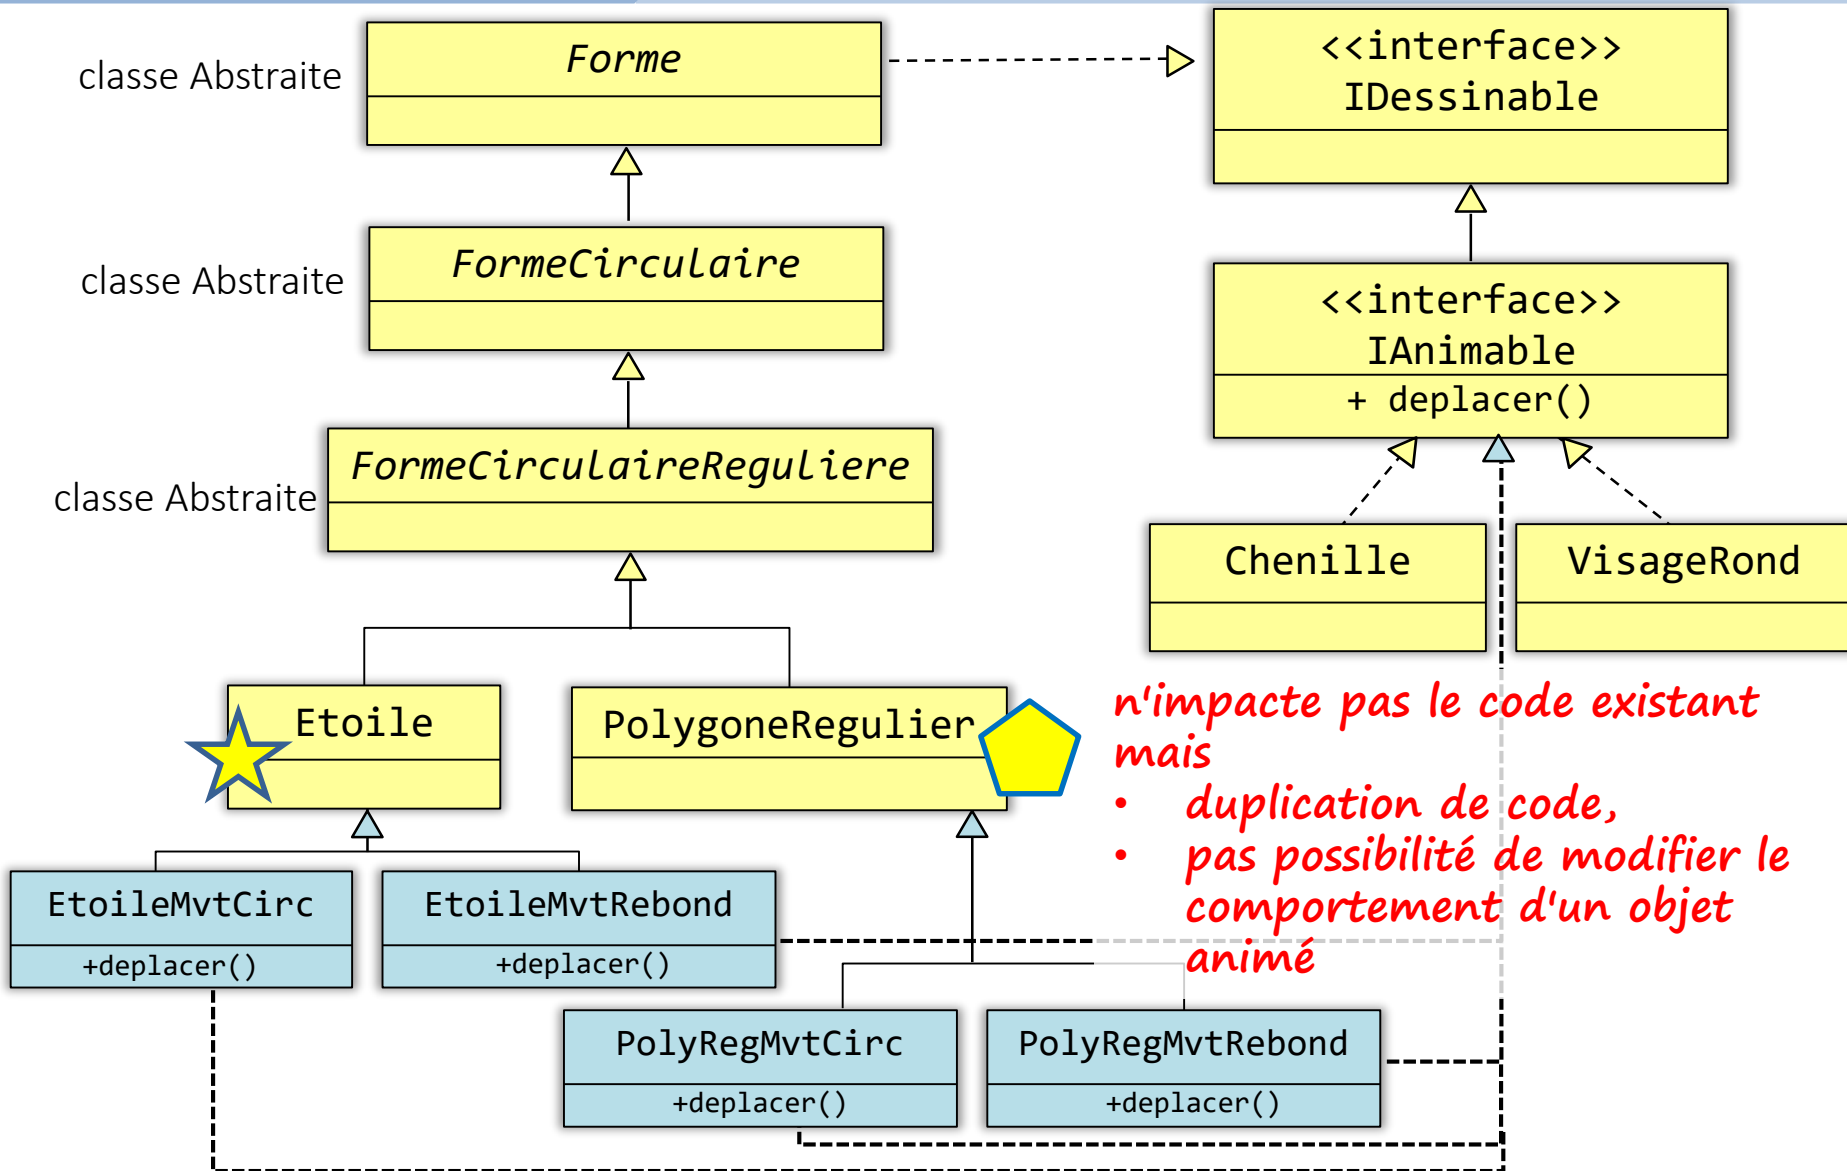 classe Abstraite
Forme
<<interface>>
IDessinable
classe Abstraite
FormeCirculaire
<<interface>>
IAnimable
+ deplacer()
classe Abstraite
FormeCirculaireReguliere
Chenille
VisageRond
Etoile
PolygoneRegulier
n'impacte pas le code existant
mais
• duplication de code,
• pas possibilité de modifier le
comportement d'un objet
animé
EtoileMvtCirc
+deplacer()
EtoileMvtRebond
+deplacer()
PolyRegMvtCirc
+deplacer()
PolyRegMvtRebond
+deplacer()